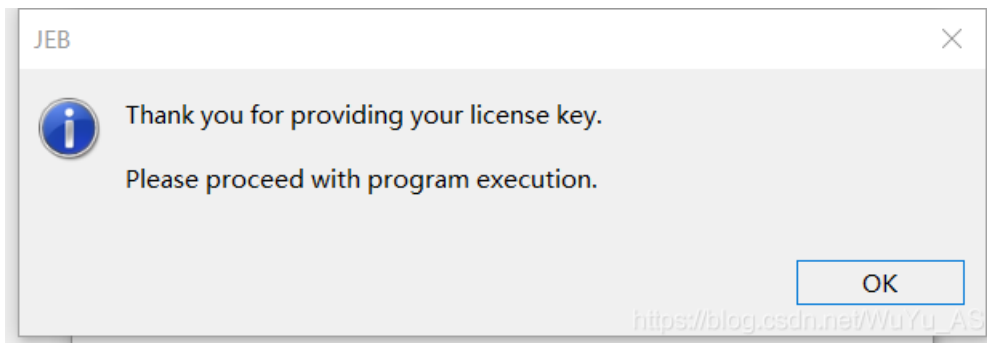 JEB
Thank you for providing your license key.
Please proceed with program execution.
OK
https://blog.csdn.net/WuYu_AS